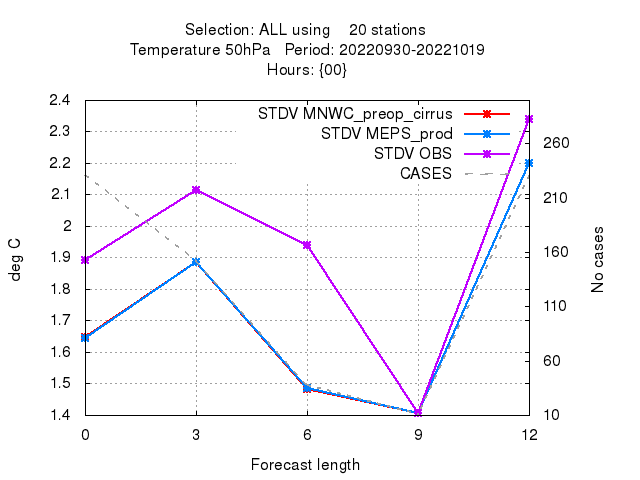 Selection: ALL using    20 stations
Temperature 50hPa   Period: 20220930-20221019
Hours: {00}
STDV MNWC_preop_cirrus
STDV MEPS_prod
STDV OBS
CASES
2.4
2.3
2.2
2.1
2
1.9
1.8
1.7
1.6
1.5
1.4
deg C
260
210
160
110
60
10
No cases
0 3 6 9 12
Forecast length